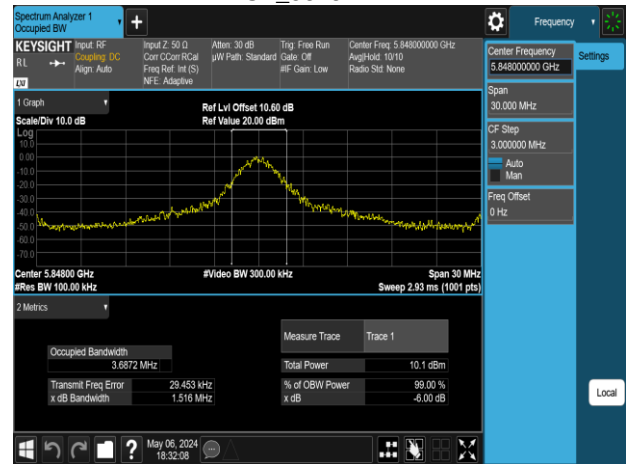 Spectrum Analyzer 1
Occupied BW
Frequency
KEYSIGHT
RL
LXI
Input: RF
Coupling: DC
Align: Auto
Input Z: 50 Ω
Corr CCorr RCal
Freq Ref: Int (S)
NFE: Adaptive
Atten: 30 dB
µW Path: Standard
Trig: Free Run
Gate: Off
#IF Gain: Low
Center Freq: 5.848000000 GHz
Avg|Hold: 10/10
Radio Std: None
Center Frequency
5.848000000 GHz
Settings
Span
30.000 MHz
CF Step
3.000000 MHz
Auto
Man
Freq Offset
0 Hz
Local
1 Graph
Scale/Div 10.0 dB
Ref Lvl Offset 10.60 dB
Ref Value 20.00 dBm
Log
10.0
0.00
-10.0
-20.0
-30.0
-40.0
-50.0
-60.0
-70.0
Center 5.84800 GHz
#Video BW 300.00 kHz
Span 30 MHz
#Res BW 100.00 kHz
Sweep 2.93 ms (1001 pts)
2 Metrics
Measure Trace Trace 1
Occupied Bandwidth
3.6872 MHz
Total Power 10.1 dBm
Transmit Freq Error 29.453 kHz
% of OBW Power 99.00 %
x dB Bandwidth 1.516 MHz
x dB -6.00 dB
?
May 06, 2024
18:32:08